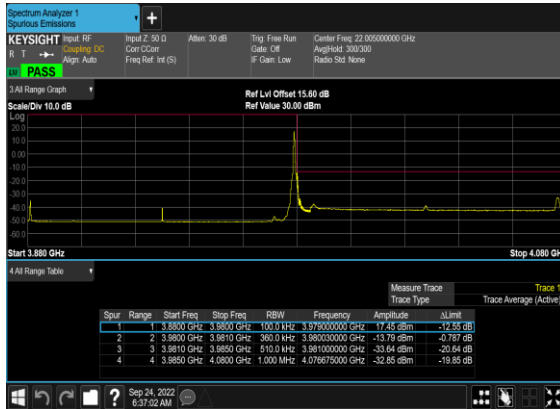 Spectrum Analyzer 1
Spurious Emissions
+
KEYSIGHT Input: RF Input Z: 50 Ω Atten: 30 dB Trig: Free Run Center Freq: 22.005000000 GHz
R T Coupling: DC Corr CCorr Gate: Off Avg|Hold: 300/300
Align: Auto Freq Ref: Int (S) IF Gain: Low Radio Std: None
PASS
3 All Range Graph
Ref Lvl Offset 15.60 dB
Scale/Div 10.0 dB Ref Value 30.00 dBm
Log
20.0
10.0
0.00
-10.0
-20.0
-30.0
-40.0
-50.0
-60.0
Start 3.880 GHz Stop 4.080 GH
4 All Range Table
Measure Trace Trace 1
Trace Type Trace Average (Active)
Spur Range Start Freq Stop Freq RBW Frequency Amplitude ΔLimit
1 1 3.8800 GHz 3.9800 GHz 100.0 kHz 3.979000000 GHz 17.45 dBm -12.55 dB
2 2 3.9800 GHz 3.9810 GHz 360.0 kHz 3.980030000 GHz -13.79 dBm -0.787 dB
3 3 3.9810 GHz 3.9850 GHz 510.0 kHz 3.981000000 GHz -33.64 dBm -20.64 dB
4 4 3.9850 GHz 4.0800 GHz 1.000 MHz 4.076675000 GHz -32.85 dBm -19.85 dB
? Sep 24, 2022
6:37:02 AM